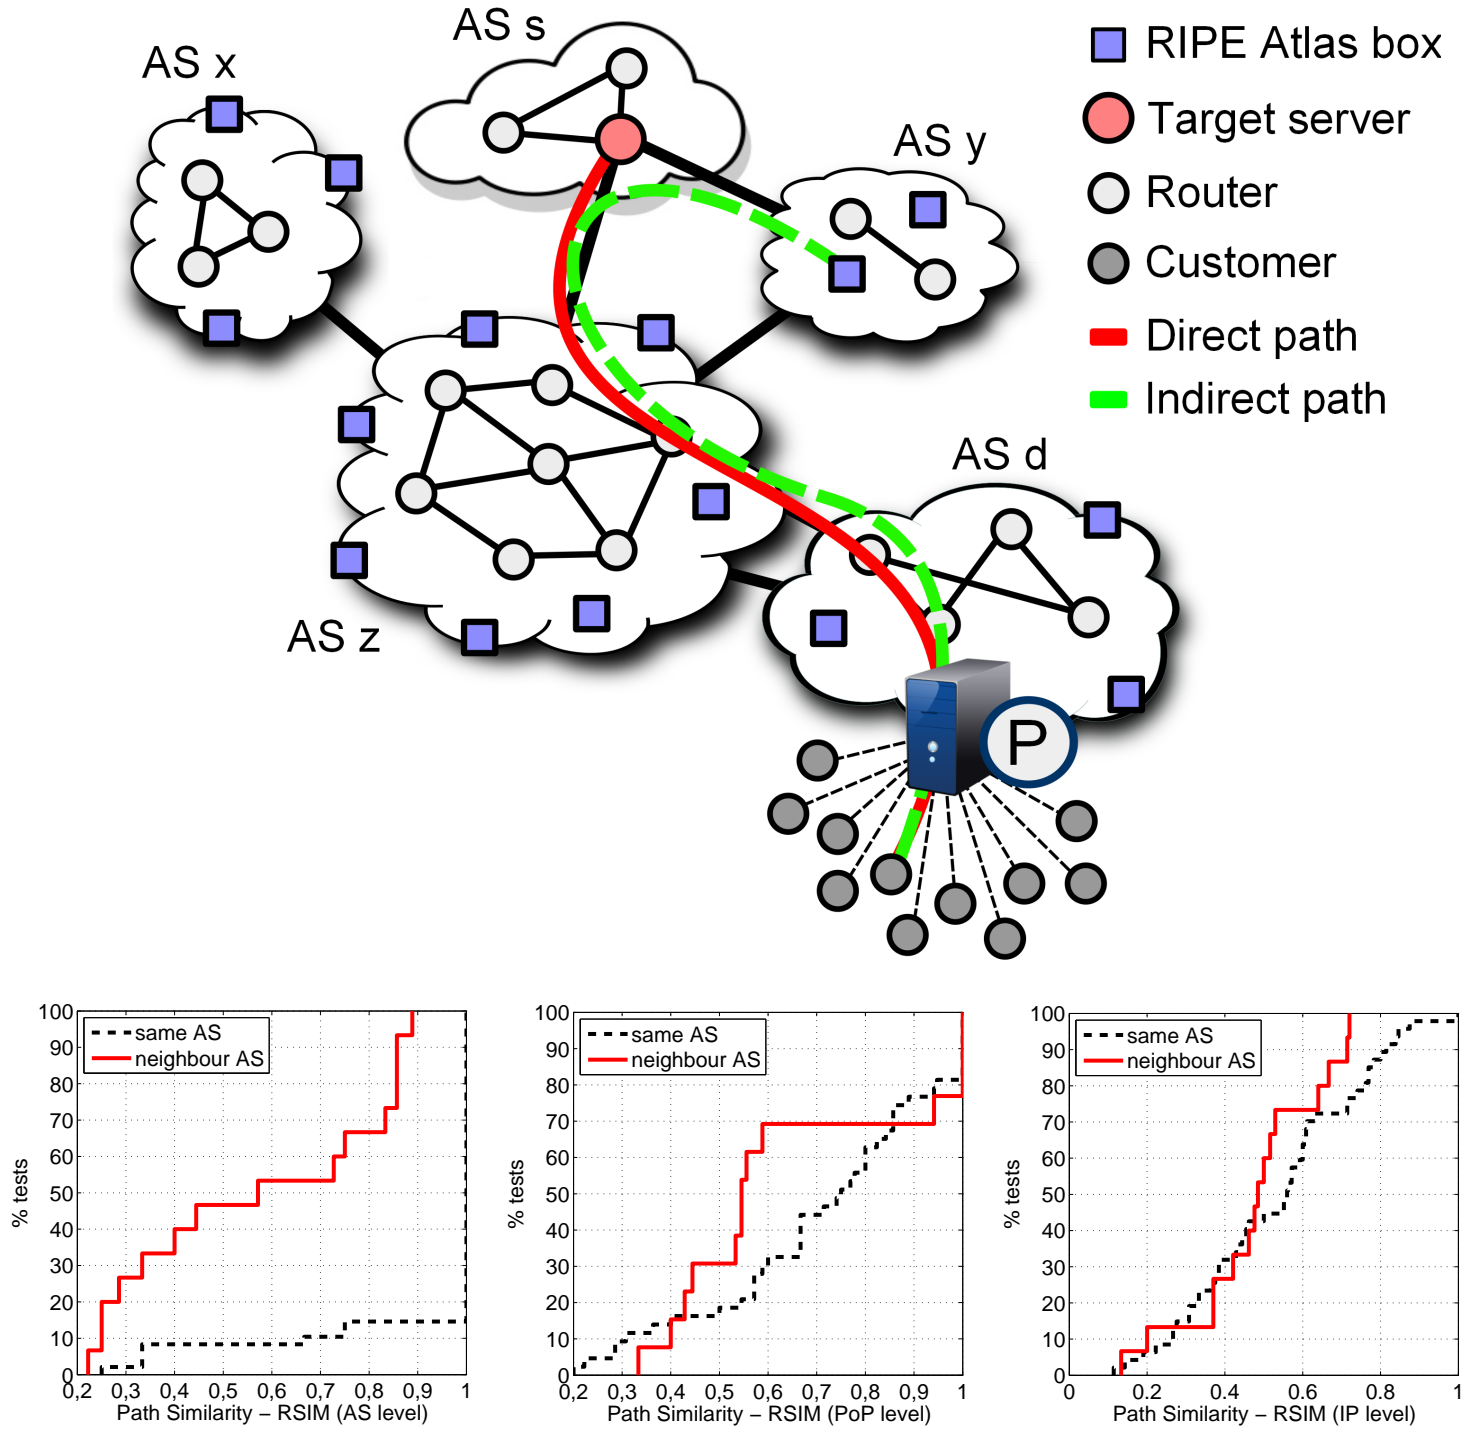 AS s
AS x
AS y
AS z
AS d
P
RIPE Atlas box
Target server
Router
Customer
Direct path
Indirect path
same AS
neighbour AS
% tests
100
90
80
70
60
50
40
30
20
10
0
0,2 0,3 0,4 0,5 0,6 0,7 0,8 0,9 1
Path Similarity – RSIM (AS level)
same AS
neighbour AS
% tests
100
90
80
70
60
50
40
30
20
10
0
0,2 0,3 0,4 0,5 0,6 0,7 0,8 0,9 1
Path Similarity – RSIM (PoP level)
same AS
neighbour AS
% tests
100
90
80
70
60
50
40
30
20
10
0
0 0.2 0.4 0.6 0.8 1
Path Similarity – RSIM (IP level)